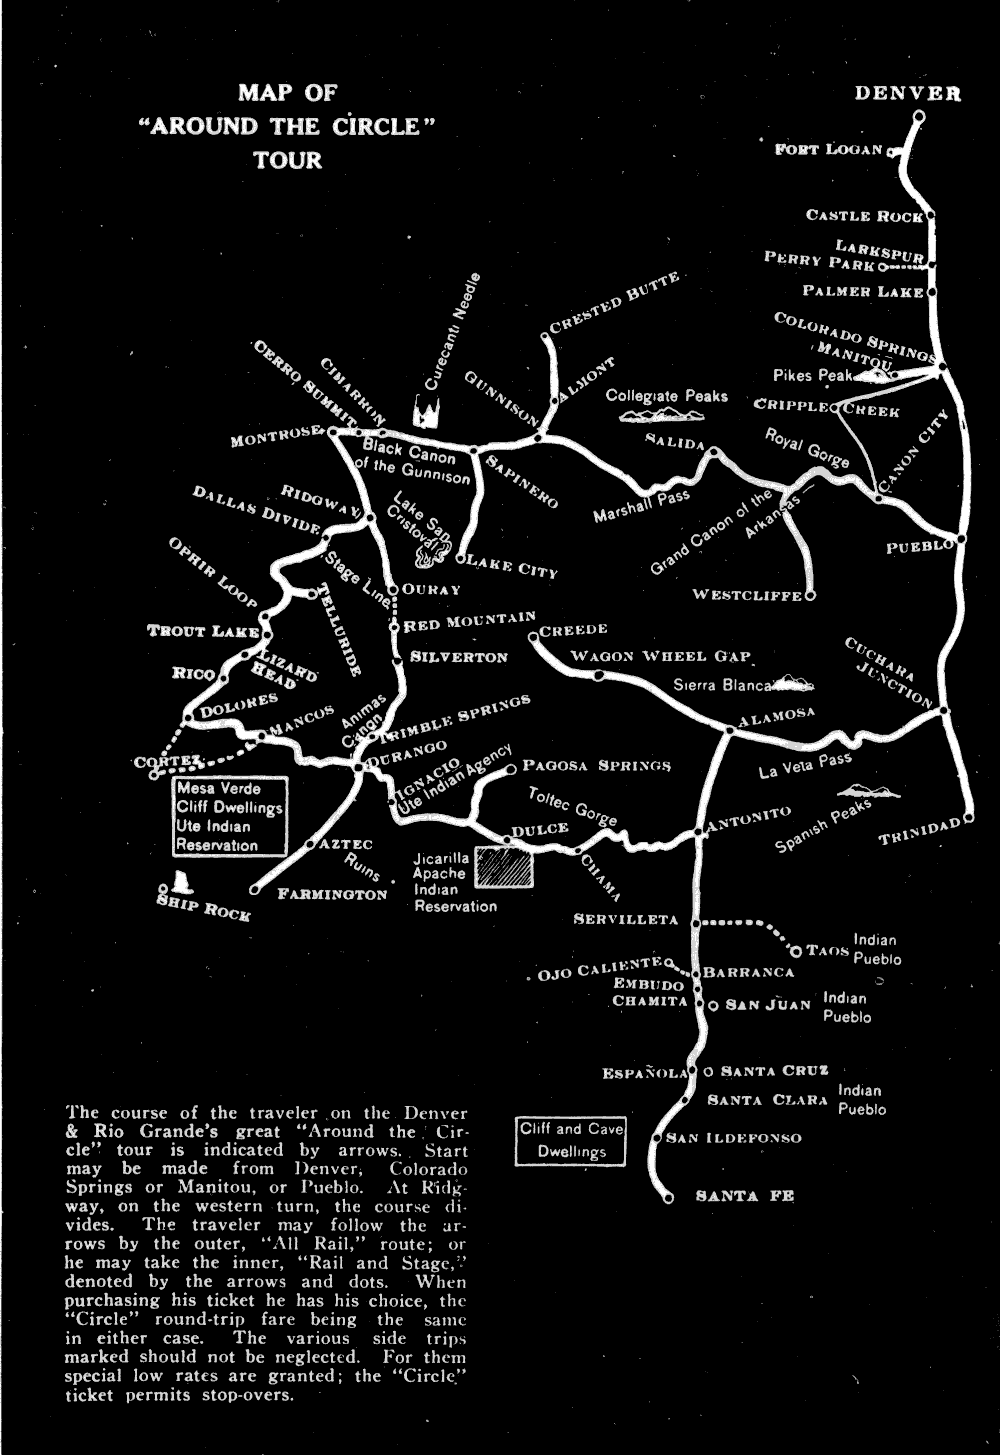 MAP OF
“AROUND THE CIRCLE”
TOUR
DENVER
FORT LOGAN
CASTLE ROCK
LARKSPUR
PERRY PARK
PALMER LAKE
COLORADO SPRINGS
MANITOU
Pikes Peak
CRIPPLE CREEK
CANON CITY
Royal Gorge
PUEBLO
CRESTED BUTTE
ALMONT
GUNNISON
Collegiate Peaks
SALIDA
Marshall Pass
Grand Canon of the
Arkansas
WESTCLIFFE
Curecanti Needle
CIMARRON
CERRO SUMMIT
MONTROSE
Black Canon
of the Gunnison
SAPINERO
Lake San
Cristoval
LAKE CITY
RIDGWAY
DALLAS DIVIDE
Stage Line
OURAY
OPHIR LOOP
TELLURIDE
RED MOUNTAIN
TROUT LAKE
LIZARD
HEAD
SILVERTON
RICO
DOLORES
MANCOS
Animas
Canon
TRIMBLE SPRINGS
CREEDE
WAGON WHEEL GAP
Sierra Blanca
ALAMOSA
CUCHARA
JUNCTION
La Veta Pass
Spanish Peaks
TRINIDAD
CORTEZ
DURANGO
IGNACIO
Ute Indian Agency
PAGOSA SPRINGS
Toltec Gorge
ANTONITO
Mesa Verde
Cliff Dwellings
Ute Indian
Reservation
AZTEC
Ruins
DULCE
CHAMA
Jicarilla
Apache
Indian
Reservation
SHIP ROCK
FARMINGTON
SERVILLETA
TAOS Indian
Pueblo
OJO CALIENTE
BARRANCA
EMBUDO
CHAMITA
SAN JUAN Indian
Pueblo
ESPAÑOLA
SANTA CRUZ
SANTA CLARA Indian
Pueblo
Cliff and Cave
Dwellings
SAN ILDEFONSO
SANTA FE
The course of the traveler on the Denver
& Rio Grande’s great “Around the Cir-
cle” tour is indicated by arrows. Start
may be made from Denver, Colorado
Springs or Manitou, or Pueblo. At Ridg-
way, on the western turn, the course di-
vides. The traveler may follow the ar-
rows by the outer, “All Rail,” route; or
he may take the inner, “Rail and Stage,”
denoted by the arrows and dots. When
purchasing his ticket he has his choice, the
“Circle” round-trip fare being the same
in either case. The various side trips
marked should not be neglected. For them
special low rates are granted; the “Circle”
ticket permits stop-overs.